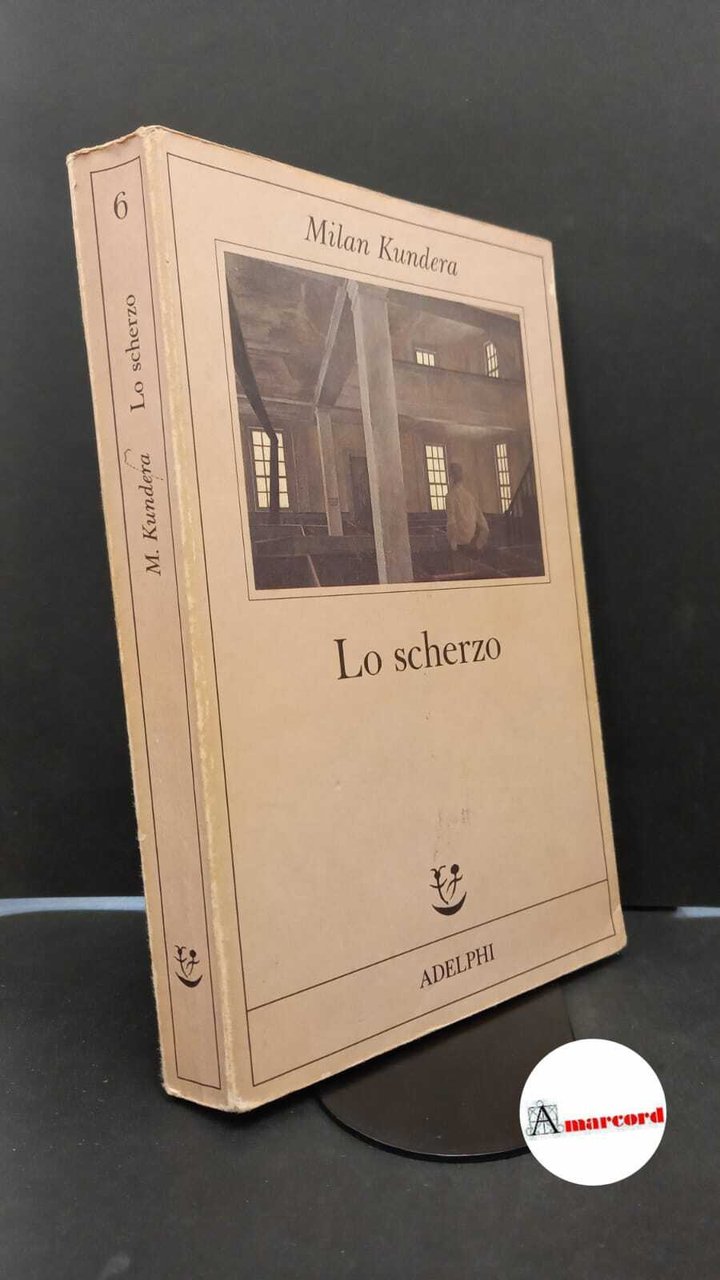 6
M. Kundera Lo scherzo
Milan Kundera
Lo scherzo
ADELPHI
Amarcord